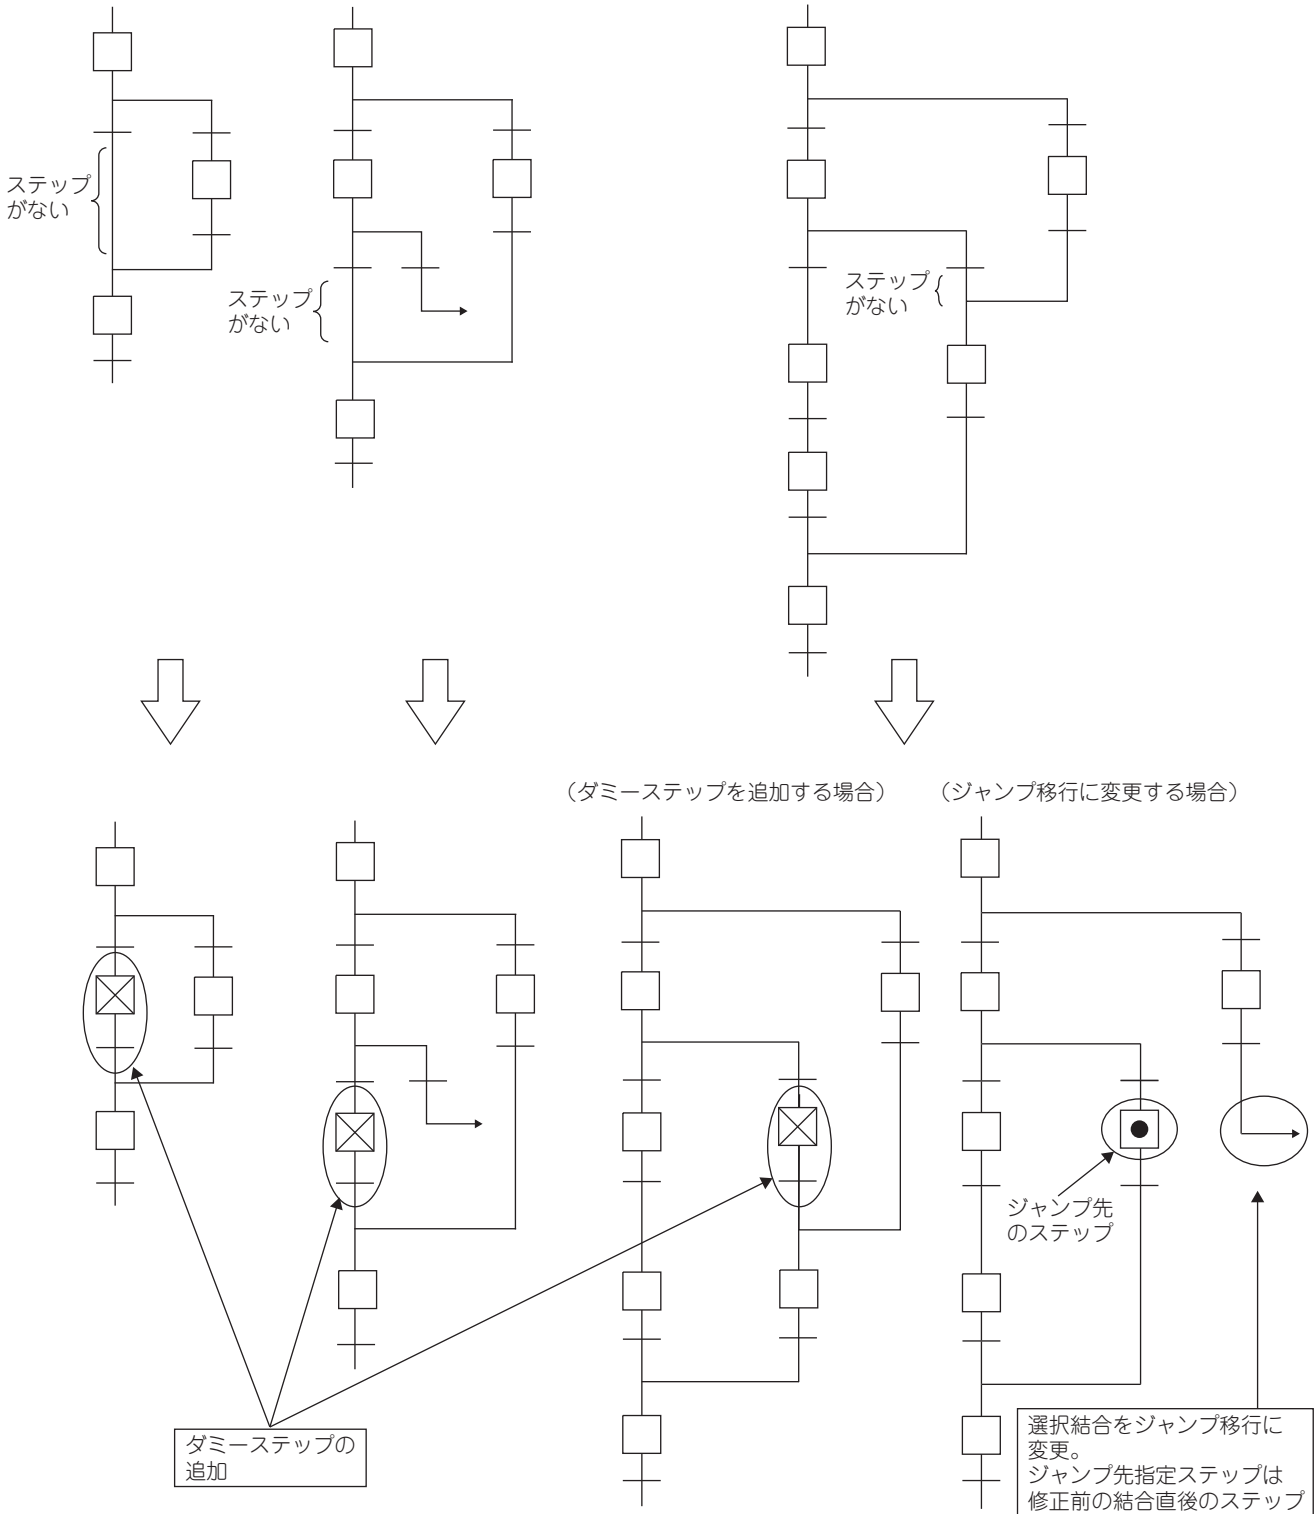 ステップ
がない
ステップ
がない
ステップ
がない
（ダミーステップを追加する場合）
（ジャンプ移行に変更する場合）
ジャンプ先
のステップ
ダミーステップの
追加
選択結合をジャンプ移行に
変更。
ジャンプ先指定ステップは
修正前の結合直後のステップ